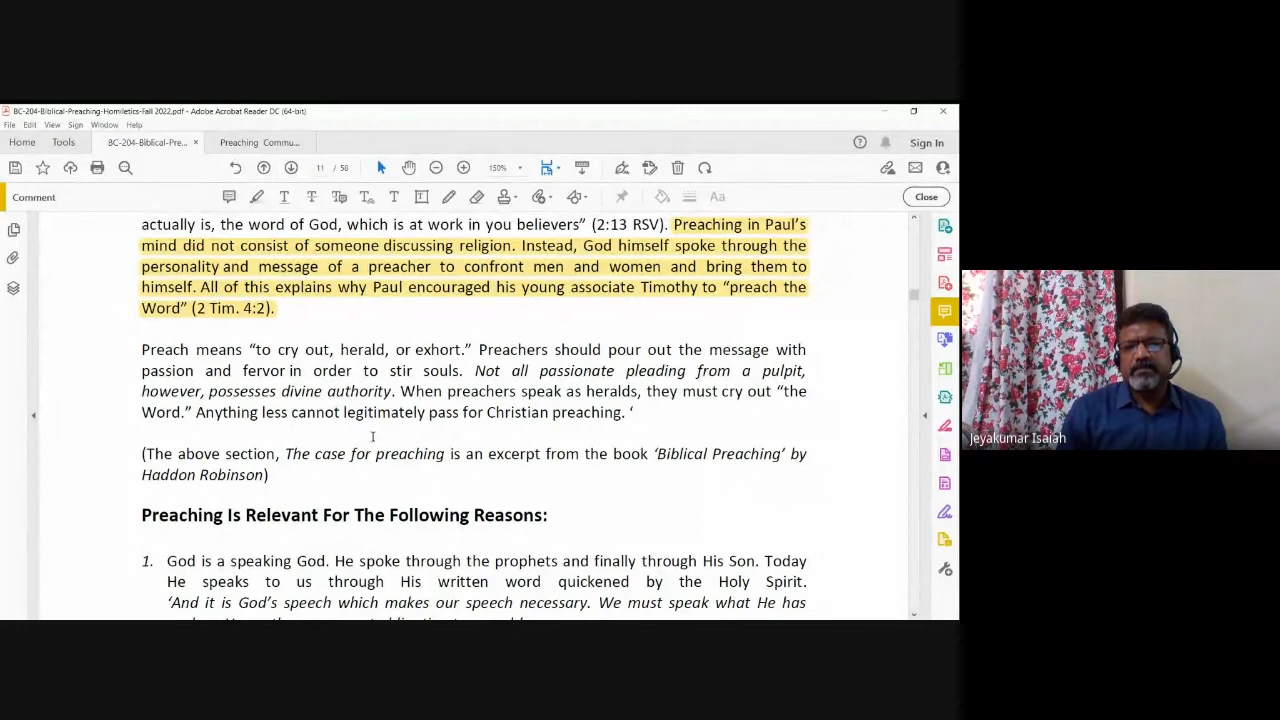 BC-204-Biblical-Preaching-Homiletics-Fall 2022.pdf - Adobe Acrobat Reader DC (64-bit)
File Edit View Sign Window Help
Home Tools BC-204-Biblical-Pre... × Preaching Commu... Sign In
11 / 58 150%
Comment Close
actually is, the word of God, which is at work in you believers” (2:13 RSV). Preaching in Paul’s
mind did not consist of someone discussing religion. Instead, God himself spoke through the
personality and message of a preacher to confront men and women and bring them to
himself. All of this explains why Paul encouraged his young associate Timothy to “preach the
Word” (2 Tim. 4:2).
Preach means “to cry out, herald, or exhort.” Preachers should pour out the message with
passion and fervor in order to stir souls. Not all passionate pleading from a pulpit,
however, possesses divine authority. When preachers speak as heralds, they must cry out “the
Word.” Anything less cannot legitimately pass for Christian preaching. ‘
(The above section, The case for preaching is an excerpt from the book ‘Biblical Preaching’ by
Haddon Robinson)
Preaching Is Relevant For The Following Reasons:
1. God is a speaking God. He spoke through the prophets and finally through His Son. Today
He speaks to us through His written word quickened by the Holy Spirit.
‘And it is God’s speech which makes our speech necessary. We must speak what He has
Jeyakumar Isaiah